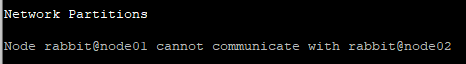 Network Partitions
Node rabbit@node01 cannot communicate with rabbit@node02